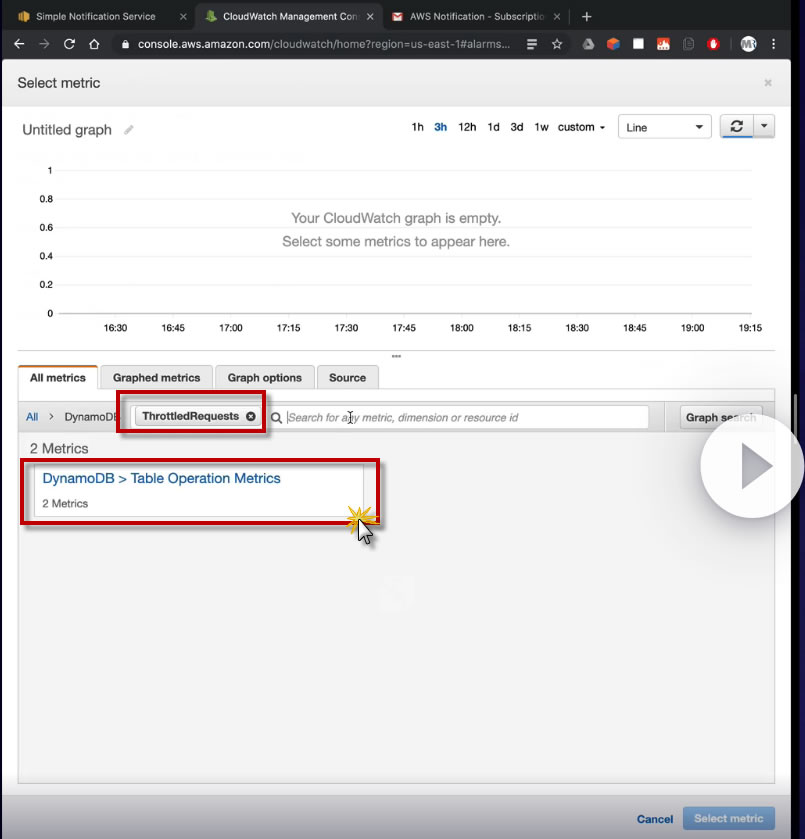 Simple Notification Service
CloudWatch Management Con
AWS Notification - Subscriptio
console.aws.amazon.com/cloudwatch/home?region=us-east-1#alarms...
Select metric
Untitled graph
1h 3h 12h 1d 3d 1w custom
Line
1
0.8
0.6
0.4
0.2
0
Your CloudWatch graph is empty.
Select some metrics to appear here.
16:30 16:45 17:00 17:15 17:30 17:45 18:00 18:15 18:30 18:45 19:00 19:15
All metrics Graphed metrics Graph options Source
All > DynamoDB ThrottledRequests Search for any metric, dimension or resource id Graph search
2 Metrics
DynamoDB > Table Operation Metrics
2 Metrics
Cancel Select metric